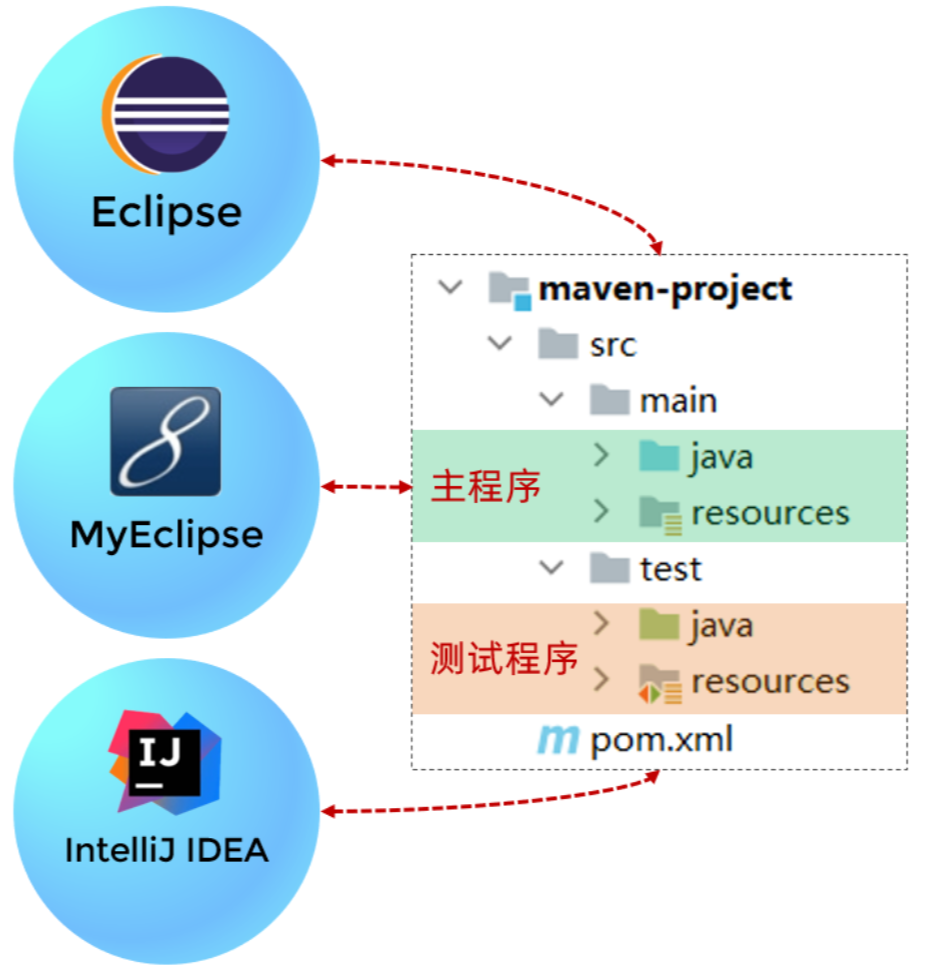 Eclipse
MyEclipse
IJ
IntelliJ IDEA
maven-project
src
main
java
主程序
resources
test
java
测试程序
resources
m pom.xml